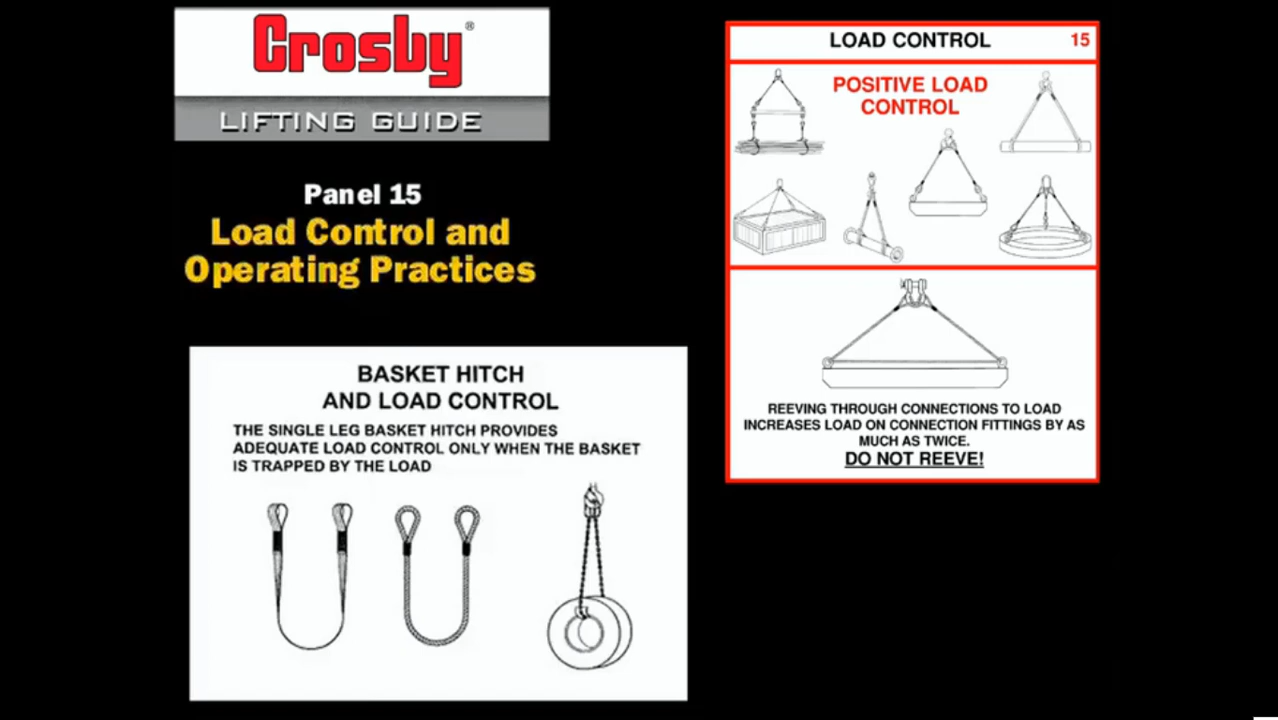 Crosby®
LIFTING GUIDE
Panel 15
Load Control and
Operating Practices
BASKET HITCH
AND LOAD CONTROL
THE SINGLE LEG BASKET HITCH PROVIDES
ADEQUATE LOAD CONTROL ONLY WHEN THE BASKET
IS TRAPPED BY THE LOAD
LOAD CONTROL 15
POSITIVE LOAD
CONTROL
REEVING THROUGH CONNECTIONS TO LOAD
INCREASES LOAD ON CONNECTION FITTINGS BY AS
MUCH AS TWICE.
DO NOT REEVE!